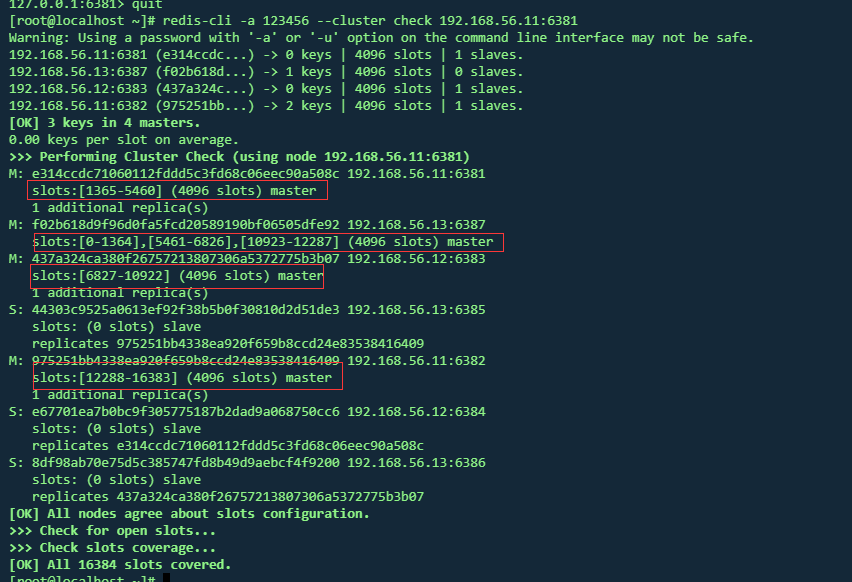 127.0.0.1:6381> quit
[root@localhost ~]# redis-cli -a 123456 --cluster check 192.168.56.11:6381
Warning: Using a password with '-a' or '-u' option on the command line interface may not be safe.
192.168.56.11:6381 (e314ccdc...) -> 0 keys | 4096 slots | 1 slaves.
192.168.56.13:6387 (f02b618d...) -> 1 keys | 4096 slots | 0 slaves.
192.168.56.12:6383 (437a324c...) -> 0 keys | 4096 slots | 1 slaves.
192.168.56.11:6382 (975251bb...) -> 2 keys | 4096 slots | 1 slaves.
[OK] 3 keys in 4 masters.
0.00 keys per slot on average.
>>> Performing Cluster Check (using node 192.168.56.11:6381)
M: e314ccdc71060112fddd5c3fd68c06eec90a508c 192.168.56.11:6381
slots:[1365-5460] (4096 slots) master
1 additional replica(s)
M: f02b618d9f96d0fa5fcd20589190bf06505dfe92 192.168.56.13:6387
slots:[0-1364],[5461-6826],[10923-12287] (4096 slots) master
M: 437a324ca380f26757213807306a5372775b3b07 192.168.56.12:6383
slots:[6827-10922] (4096 slots) master
1 additional replica(s)
S: 44303c9525a0613ef92f38b5b0f30810d2d51de3 192.168.56.13:6385
slots: (0 slots) slave
replicates 975251bb4338ea920f659b8ccd24e83538416409
M: 975251bb4338ea920f659b8ccd24e83538416409 192.168.56.11:6382
slots:[12288-16383] (4096 slots) master
1 additional replica(s)
S: e67701ea7b0bc9f305775187b2dad9a068750cc6 192.168.56.12:6384
slots: (0 slots) slave
replicates e314ccdc71060112fddd5c3fd68c06eec90a508c
S: 8df98ab70e75d5c385747fd8b49d9aebcf4f9200 192.168.56.13:6386
slots: (0 slots) slave
replicates 437a324ca380f26757213807306a5372775b3b07
[OK] All nodes agree about slots configuration.
>>> Check for open slots...
>>> Check slots coverage...
[OK] All 16384 slots covered.
[root@localhost ~]#